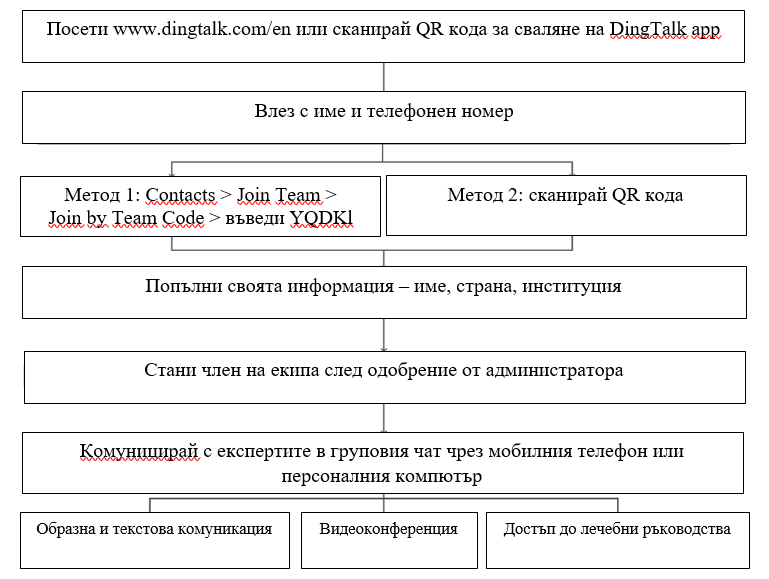 Посети www.dingtalk.com/en или сканирай QR кода за сваляне на DingTalk app
Влез с име и телефонен номер
Метод 1: Contacts > Join Team >
Join by Team Code > въведи YQDKl
Метод 2: сканирай QR кода
Попълни своята информация – име, страна, институция
Стани член на екипа след одобрение от администратора
Комуницирай с експертите в груповия чат чрез мобилния телефон или
персоналния компютър
Образна и текстова комуникация
Видеоконференция
Достъп до лечебни ръководства